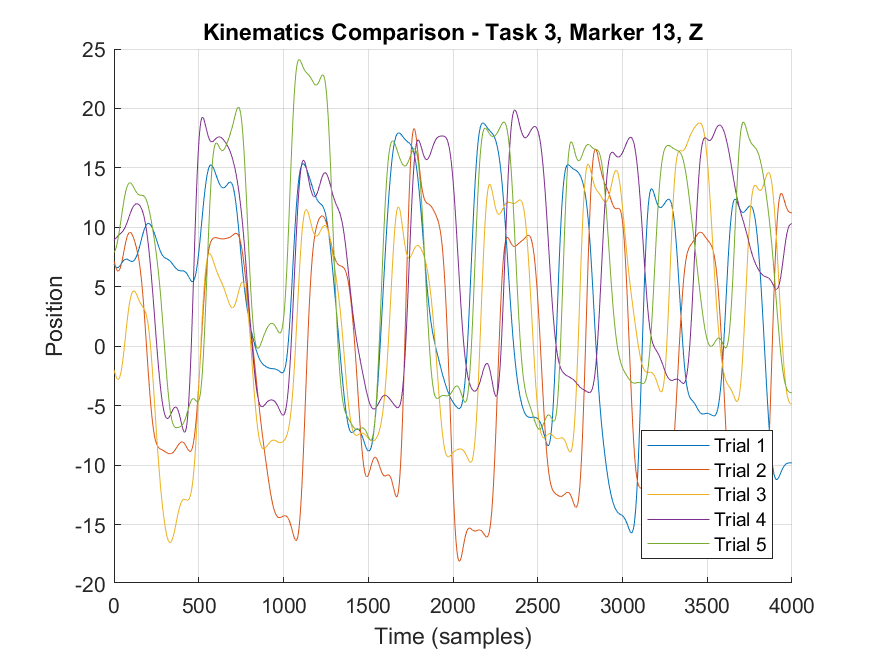 Kinematics Comparison - Task 3, Marker 13, Z
25
20
15
10
5
0
-5
-10
-15
-20
Position
0 500 1000 1500 2000 2500 3000 3500 4000
Time (samples)
Trial 1
Trial 2
Trial 3
Trial 4
Trial 5